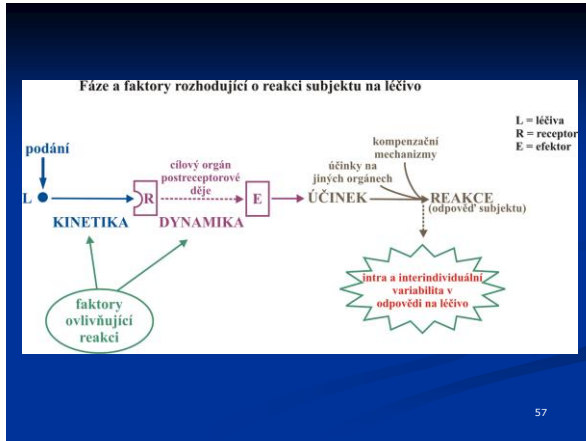 Fáze a faktory rozhodující o reakci subjektu na léčivo
L = léčiva
R = receptor
E = efektor
podání
cílový orgán
postreceptorové
děje
kompenzační
mechanizmy
účinky na
jiných orgánech
L
R
E
ÚČINEK
REAKCE
(odpověď subjektu)
KINETIKA
DYNAMIKA
faktory
ovlivňující
reakci
intra a interindividuální
variabilita v
odpovědi na léčivo
57